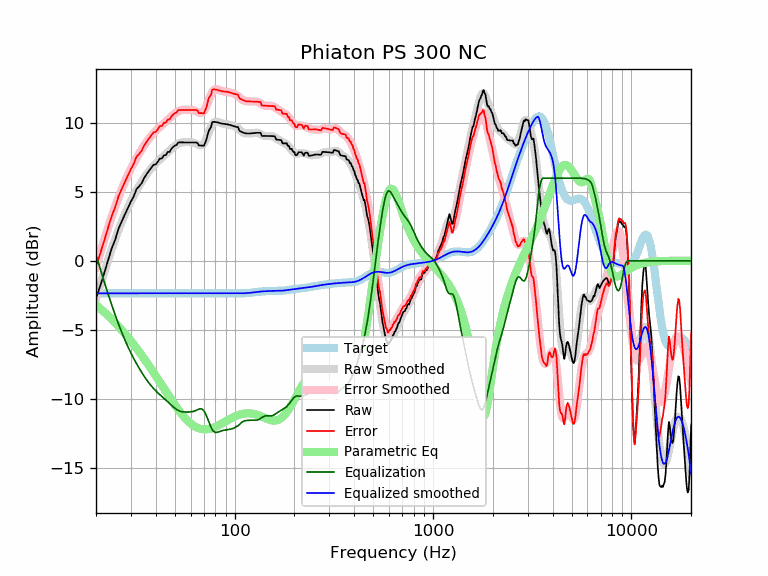 Phiaton PS 300 NC
Amplitude (dBr)
10
5
0
−5
−10
−15
Target
Raw Smoothed
Error Smoothed
Raw
Error
Parametric Eq
Equalization
Equalized smoothed
100
1000
10000
Frequency (Hz)